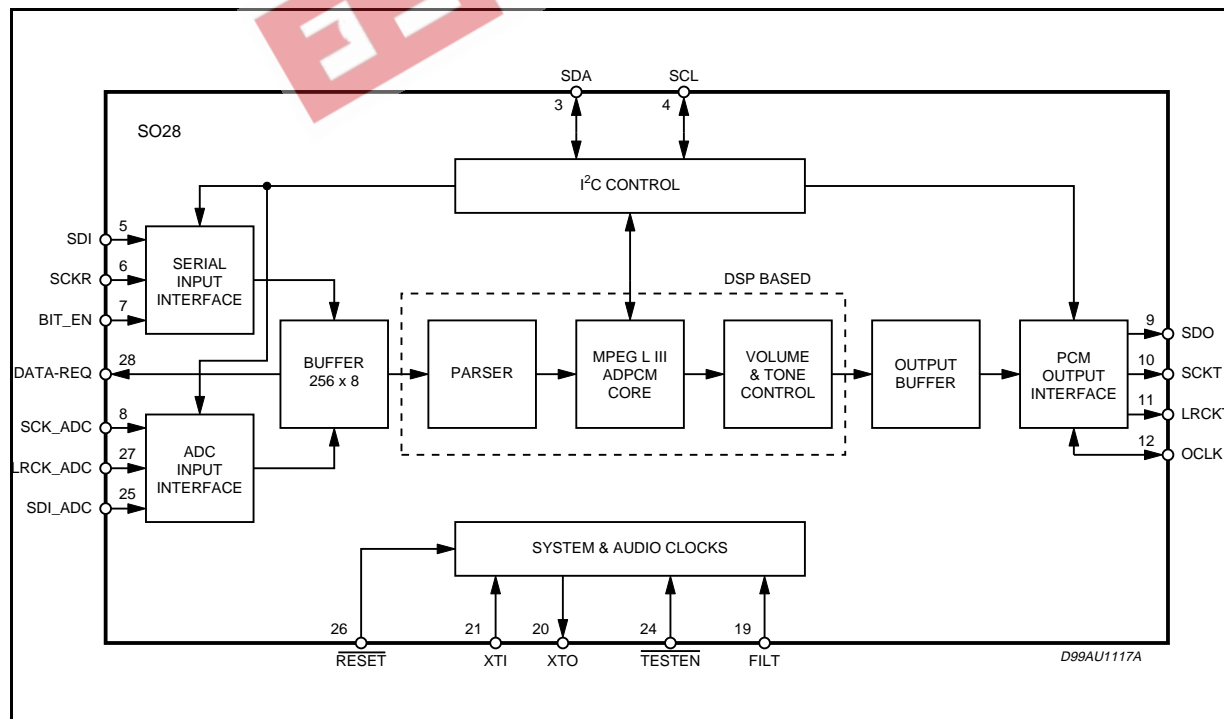 SDA
SCL
3
4
SO28
I²C CONTROL
SDI
5
SCKR
6
BIT_EN
7
SERIAL
INPUT
INTERFACE
DSP BASED
DATA-REQ
28
BUFFER
256 x 8
PARSER
MPEG L III
ADPCM
CORE
VOLUME
& TONE
CONTROL
OUTPUT
BUFFER
PCM
OUTPUT
INTERFACE
9
SDO
10
SCKT
11
LRCKT
12
OCLK
SCK_ADC
8
LRCK_ADC
27
SDI_ADC
25
ADC
INPUT
INTERFACE
SYSTEM & AUDIO CLOCKS
26
21
20
24
19
RESET
XTI
XTO
TESTEN
FILT
D99AU1117A